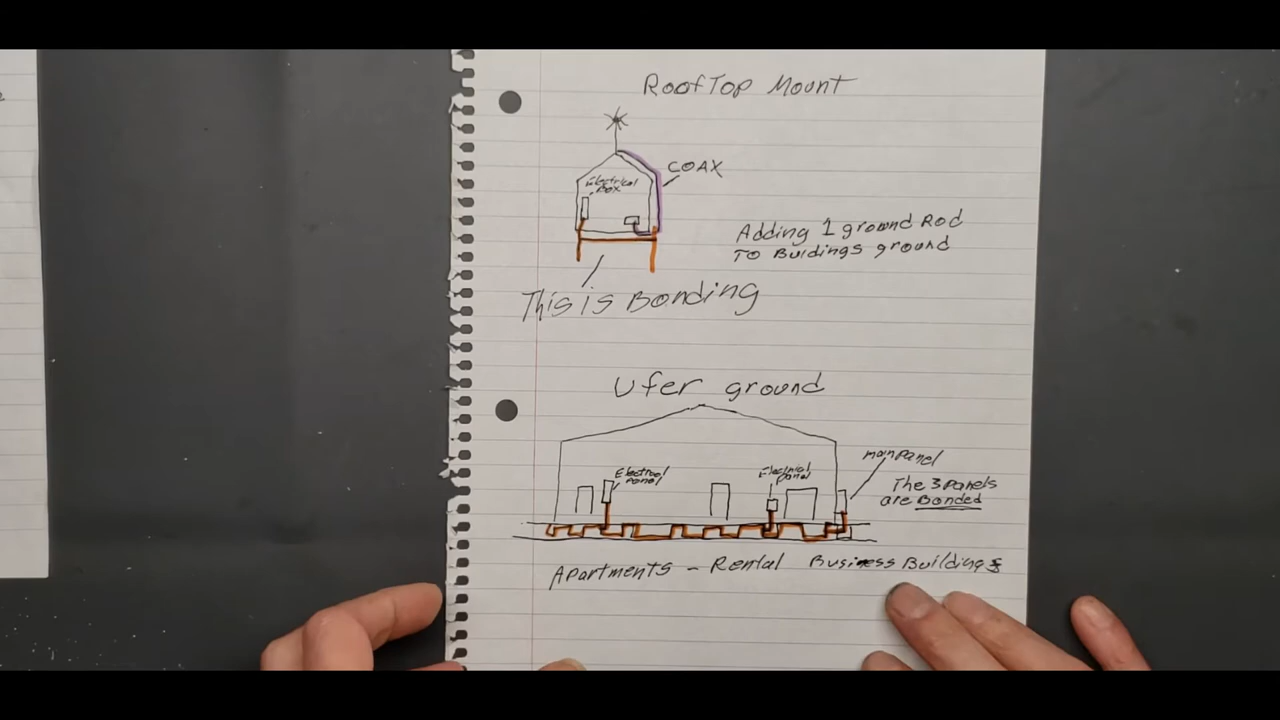 RoofTop Mount
Electrical
Box
COAX
Adding 1 ground Rod
To Buildings ground
This is Bonding
Ufer ground
Electrical
panel
Electrical
panel
main panel
The 3 panels
are Bonded
Apartments - Rental Business Buildings